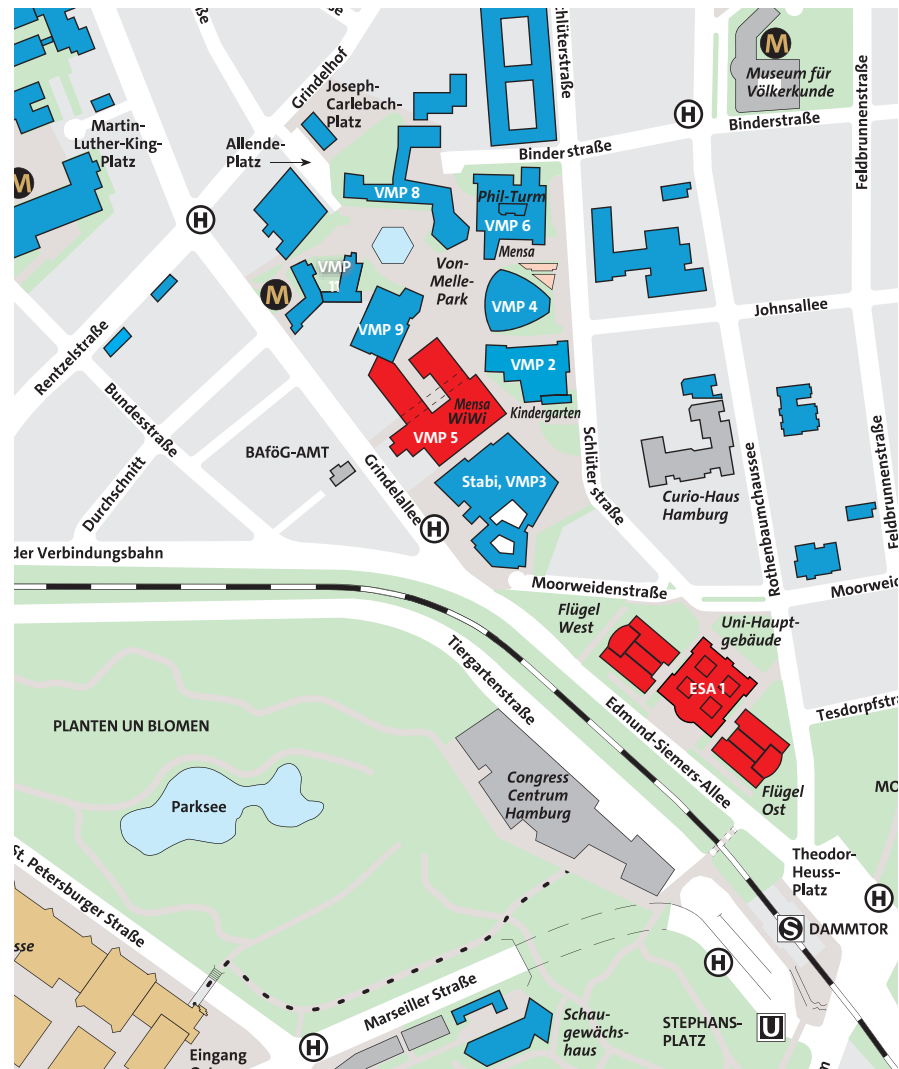 Grindelhof
Schlüterstraße
M
Museum für
Völkerkunde
Feldbrunnenstraße
Joseph-
Carlebach-
Platz
H
Binderstraße
Martin-
Luther-King-
Platz
Allende-
Platz
Binderstraße
M
VMP 8
Phil-Turm
VMP 6
H
Von-
Melle-
Park
Mensa
VMP
11
M
VMP 4
VMP 9
Johnsallee
Rentzelstraße
VMP 2
Bundesstraße
Mensa
WiWi
Kindergarten
VMP 5
BAföG-AMT
Durchschnitt
Grindelallee
Stabi, VMP3
Schlüterstraße
Curio-Haus
Hamburg
Rothenbaumchaussee
Feldbrunnenstraße
H
der Verbindungsbahn
Moorweidenstraße
Moorweid
Flügel
West
Uni-Haupt-
gebäude
Tiergartenstraße
ESA 1
Edmund-Siemers-Allee
Tesdorpfstra
PLANTEN UN BLOMEN
Congress
Centrum
Hamburg
Flügel
Ost
MO
Parksee
St. Petersburger Straße
Theodor-
Heuss-
Platz
H
S DAMMTOR
sse
H
Marseiller Straße
Schau-
gewächs-
haus
STEPHANS-
PLATZ
U
H
Eingang